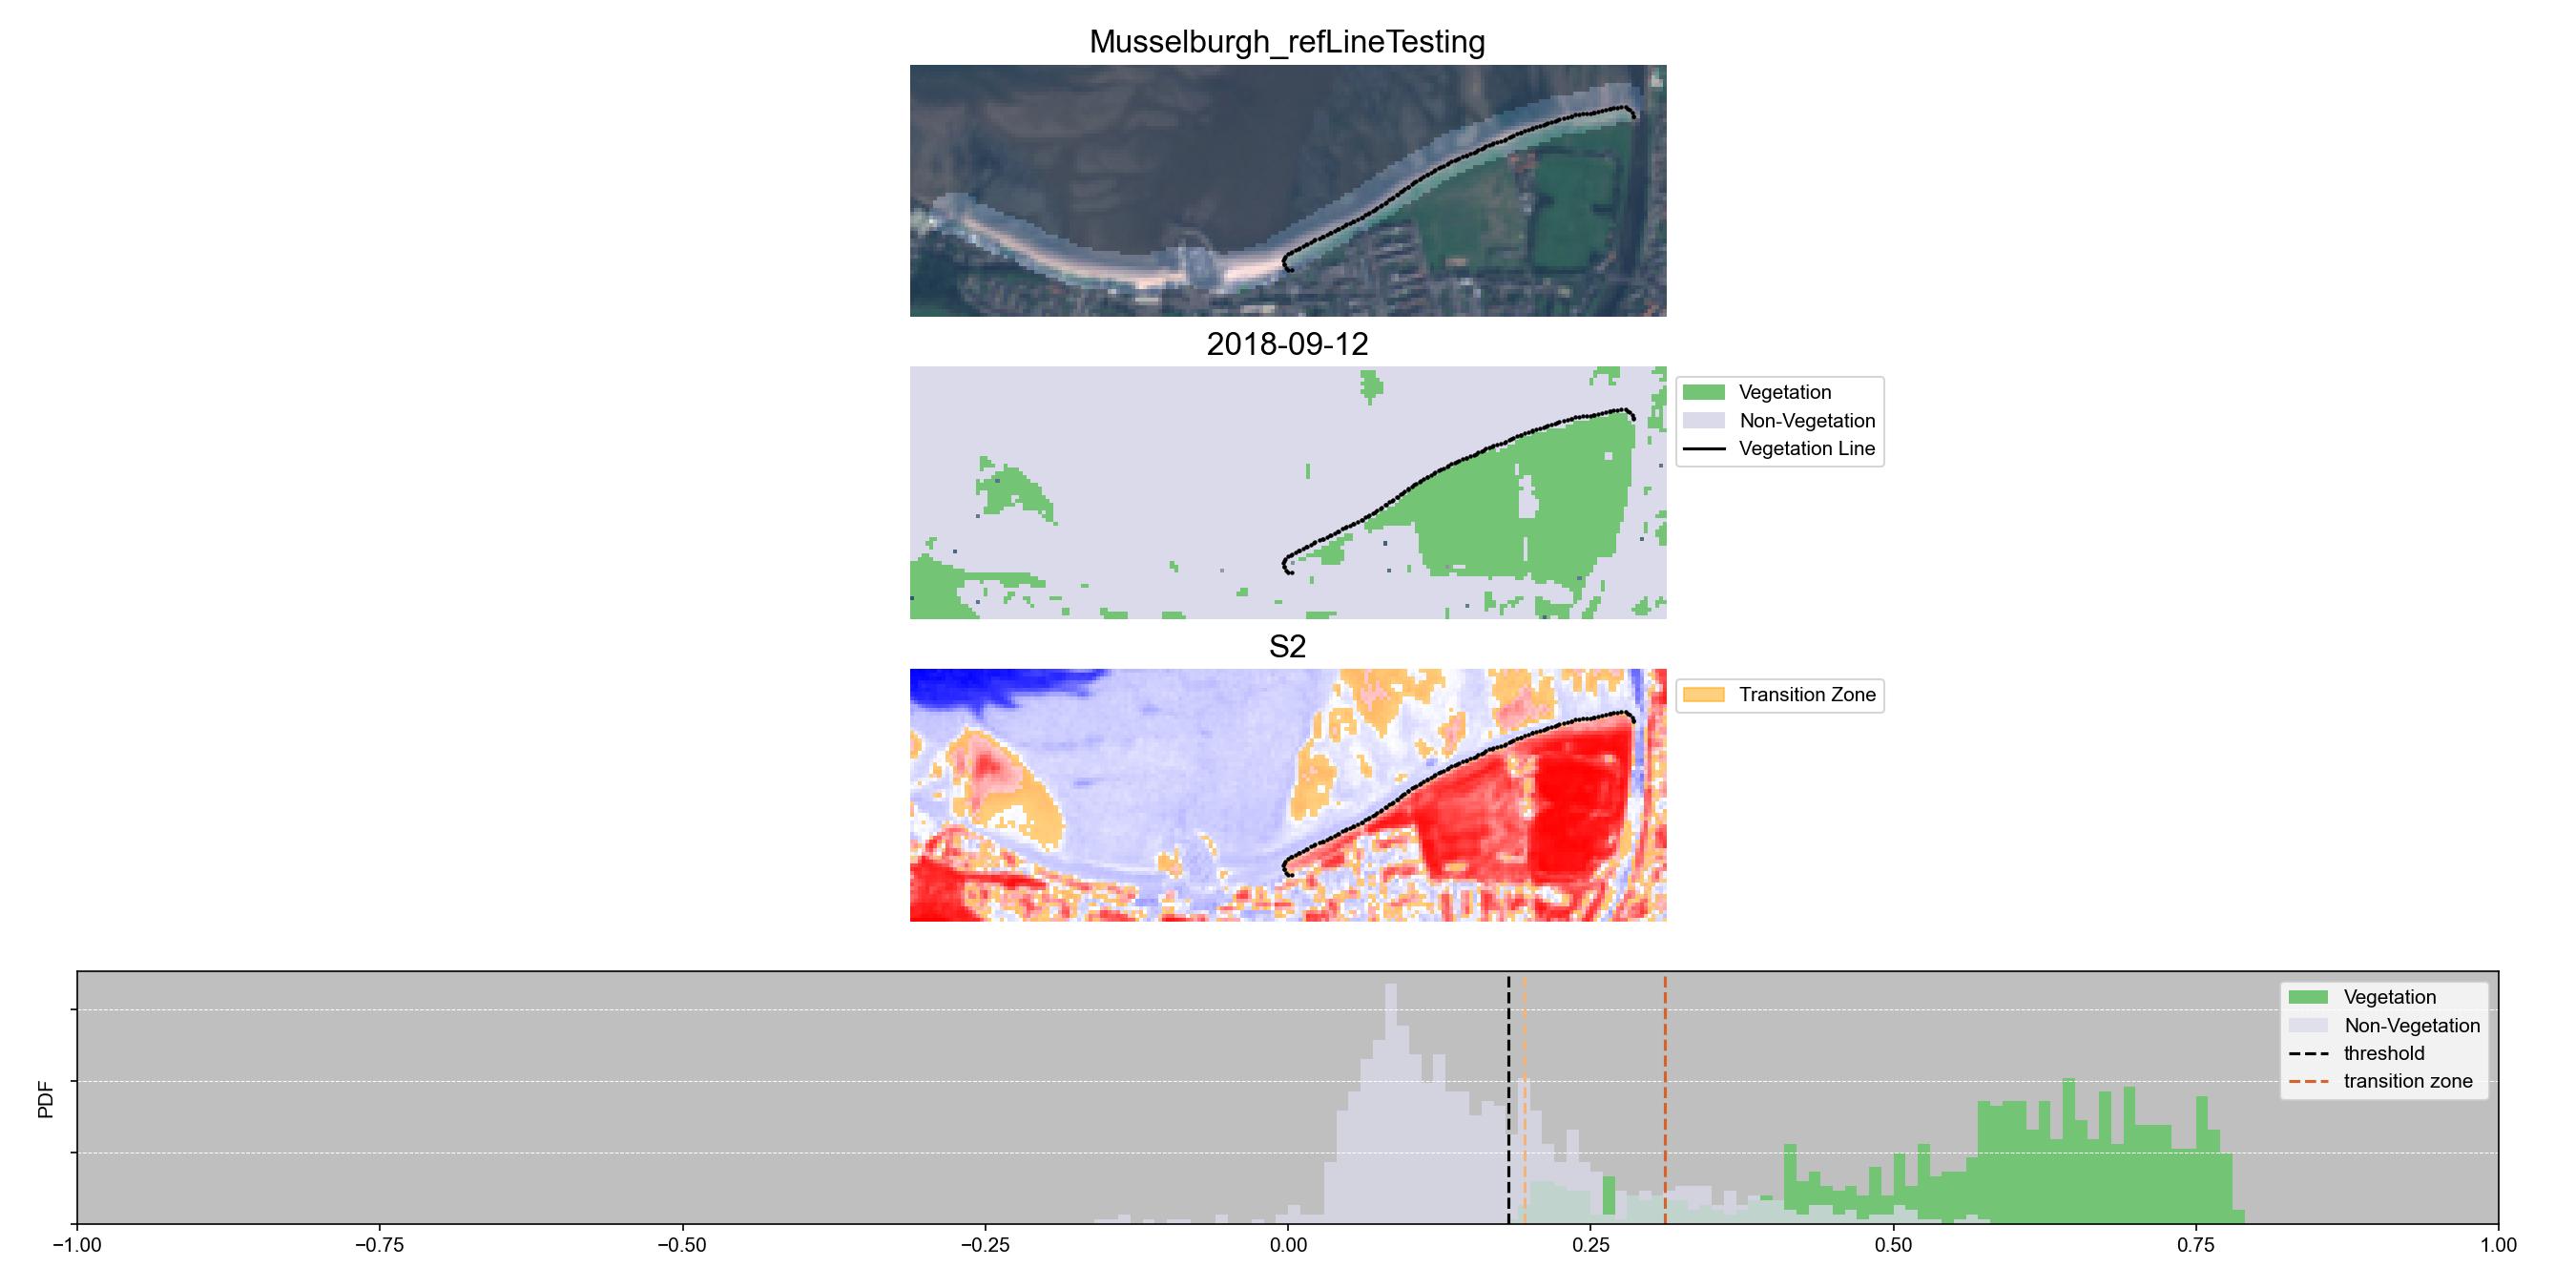 Musselburgh_refLineTesting
2018-09-12
Vegetation
Non-Vegetation
Vegetation Line
S2
Transition Zone
Vegetation
Non-Vegetation
threshold
transition zone
PDF
−1.00 −0.75 −0.50 −0.25 0.00 0.25 0.50 0.75 1.00